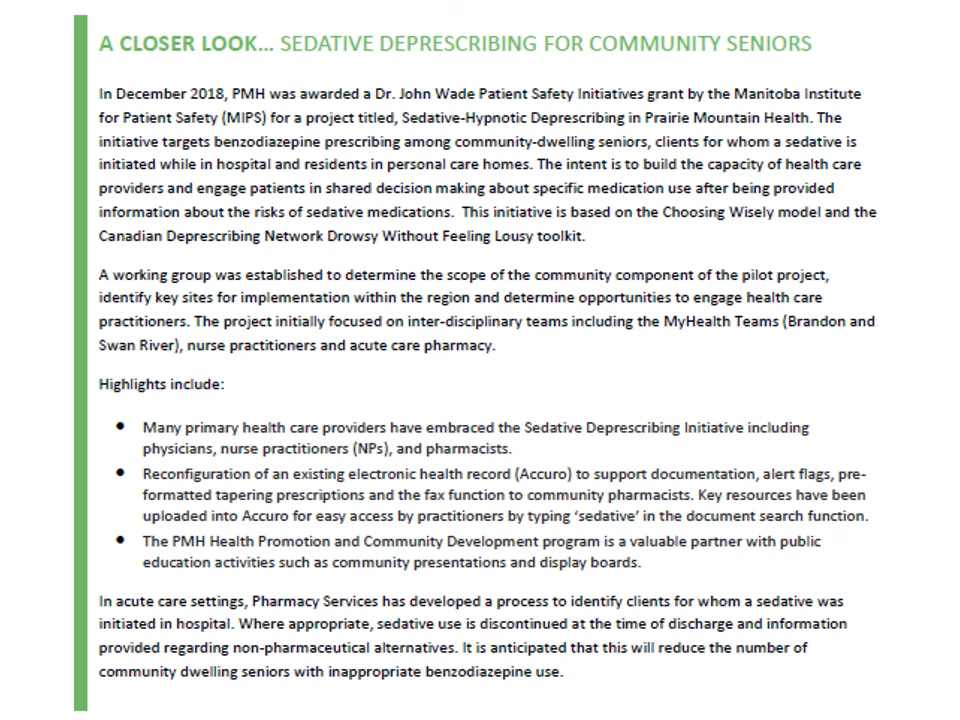 A CLOSER LOOK... SEDATIVE DEPRESCRIBING FOR COMMUNITY SENIORS
In December 2018, PMH was awarded a Dr. John Wade Patient Safety Initiatives grant by the Manitoba Institute
for Patient Safety (MIPS) for a project titled, Sedative-Hypnotic Deprescribing in Prairie Mountain Health. The
initiative targets benzodiazepine prescribing among community-dwelling seniors, clients for whom a sedative is
initiated while in hospital and residents in personal care homes. The intent is to build the capacity of health care
providers and engage patients in shared decision making about specific medication use after being provided
information about the risks of sedative medications. This initiative is based on the Choosing Wisely model and the
Canadian Deprescribing Network Drowsy Without Feeling Lousy toolkit.
A working group was established to determine the scope of the community component of the pilot project,
identify key sites for implementation within the region and determine opportunities to engage health care
practitioners. The project initially focused on inter-disciplinary teams including the MyHealth Teams (Brandon and
Swan River), nurse practitioners and acute care pharmacy.
Highlights include:
• Many primary health care providers have embraced the Sedative Deprescribing Initiative including
physicians, nurse practitioners (NPs), and pharmacists.
• Reconfiguration of an existing electronic health record (Accuro) to support documentation, alert flags, pre-
formatted tapering prescriptions and the fax function to community pharmacists. Key resources have been
uploaded into Accuro for easy access by practitioners by typing ‘sedative’ in the document search function.
• The PMH Health Promotion and Community Development program is a valuable partner with public
education activities such as community presentations and display boards.
In acute care settings, Pharmacy Services has developed a process to identify clients for whom a sedative was
initiated in hospital. Where appropriate, sedative use is discontinued at the time of discharge and information
provided regarding non-pharmaceutical alternatives. It is anticipated that this will reduce the number of
community dwelling seniors with inappropriate benzodiazepine use.